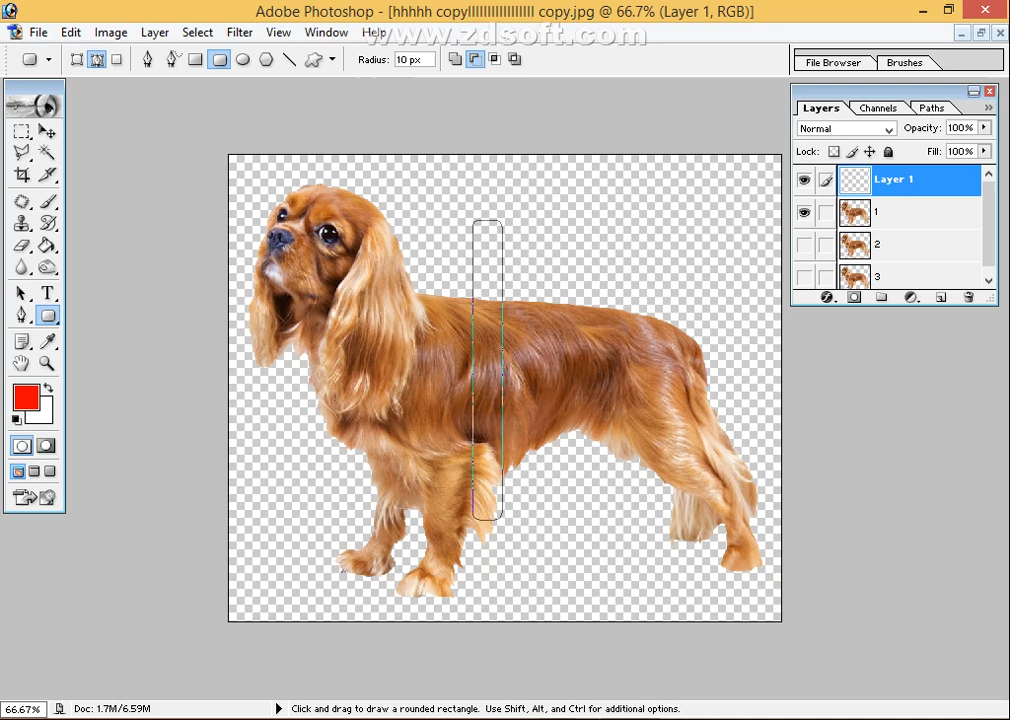 Adobe Photoshop - [hhhhh copyllllllllllllllll copy.jpg @ 66.7% (Layer 1, RGB)]
File Edit Image Layer Select Filter View Window Help
www.zdsoft.com
Radius: 10 px
File Browser Brushes
Layers Channels Paths
Normal Opacity: 100%
Lock: Fill: 100%
Layer 1
1
2
3
T
66.67% Doc: 1.7M/6.59M Click and drag to draw a rounded rectangle. Use Shift, Alt, and Ctrl for additional options.